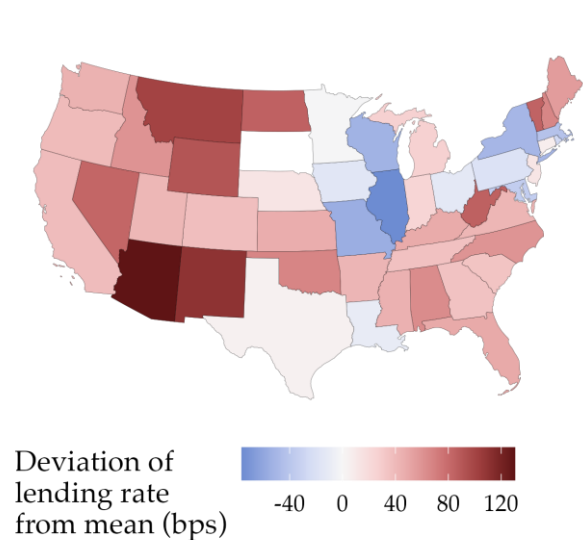 Deviation of
lending rate
from mean (bps)
-40 0 40 80 120